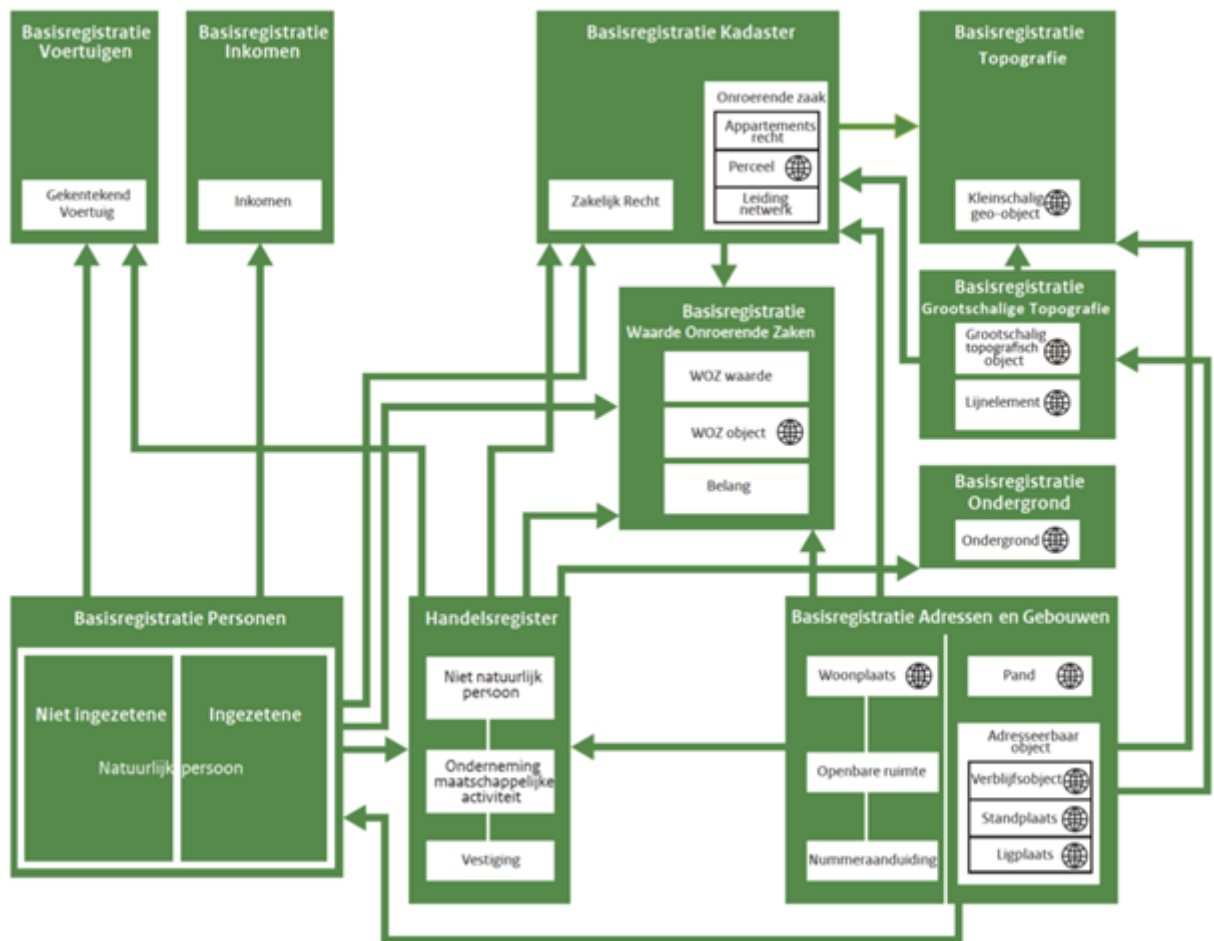 Basisregistratie
Voertuigen
Gekentekend
Voertuig
Basisregistratie
Inkomen
Inkomen
Basisregistratie Kadaster
Zakelijk Recht
Onroerende zaak
Appartements
recht
Perceel
Leiding
netwerk
Basisregistratie
Topografie
Kleinschalig
geo-object
Basisregistratie
Waarde Onroerende Zaken
WOZ waarde
WOZ object
Belang
Basisregistratie
Grootschalige Topografie
Grootschalig
topografisch
object
Lijnelement
Basisregistratie
Ondergrond
Ondergrond
Basisregistratie Personen
Niet ingezetene
Ingezetene
Natuurlijk persoon
Handelsregister
Niet natuurlijk
persoon
Onderneming
maatschappelijke
activiteit
Vestiging
Basisregistratie Adressen en Gebouwen
Woonplaats
Openbare ruimte
Nummeraanduiding
Pand
Adresseerbaar
object
Verblijfsobject
Standplaats
Ligplaats